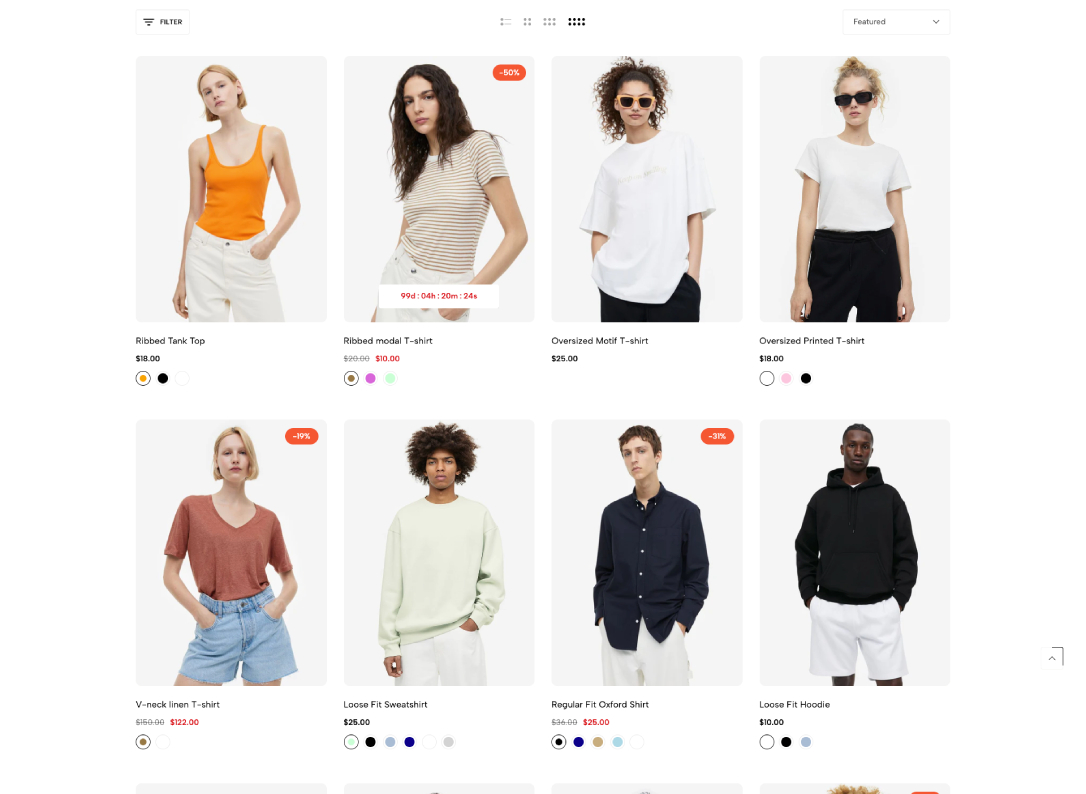 FILTER
Featured
-50%
99d : 04h : 20m : 24s
Ribbed Tank Top
Ribbed modal T-shirt
Oversized Motif T-shirt
Oversized Printed T-shirt
$18.00
$20.00 $10.00
$25.00
$18.00
-19%
-31%
V-neck linen T-shirt
Loose Fit Sweatshirt
Regular Fit Oxford Shirt
Loose Fit Hoodie
$150.00 $122.00
$25.00
$36.00 $25.00
$10.00